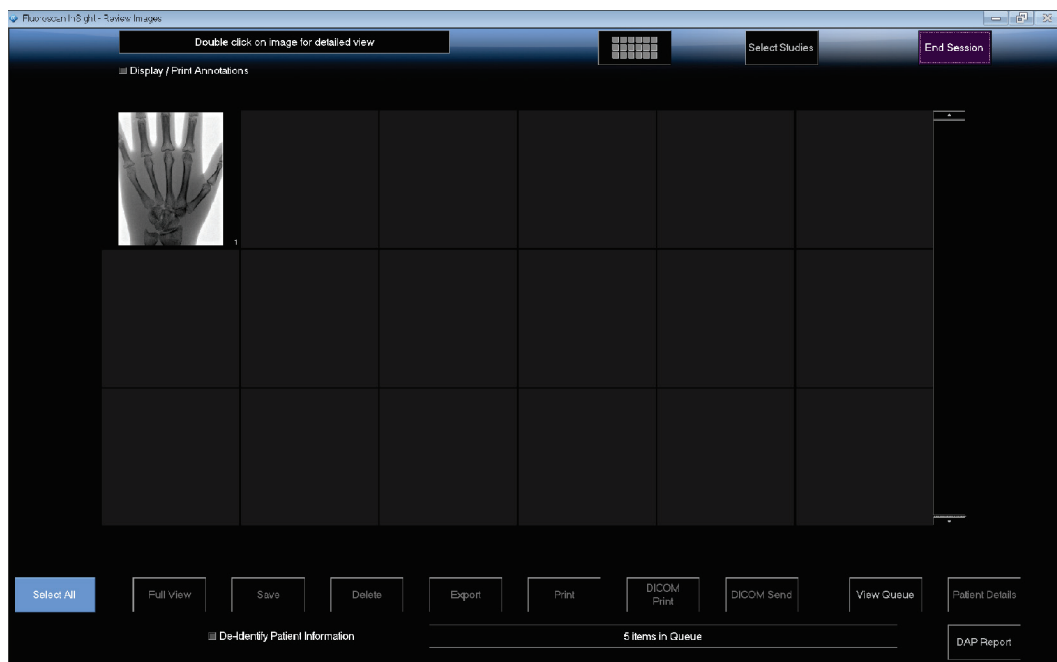 Fluoroscan InSight - Review Images
Double click on image for detailed view
Select Studies
End Session
Display / Print Annotations
1
Select All
Full View
Save
Delete
Export
Print
DICOM
Print
DICOM Send
View Queue
Patient Details
De-Identify Patient Information
5 items in Queue
DAP Report